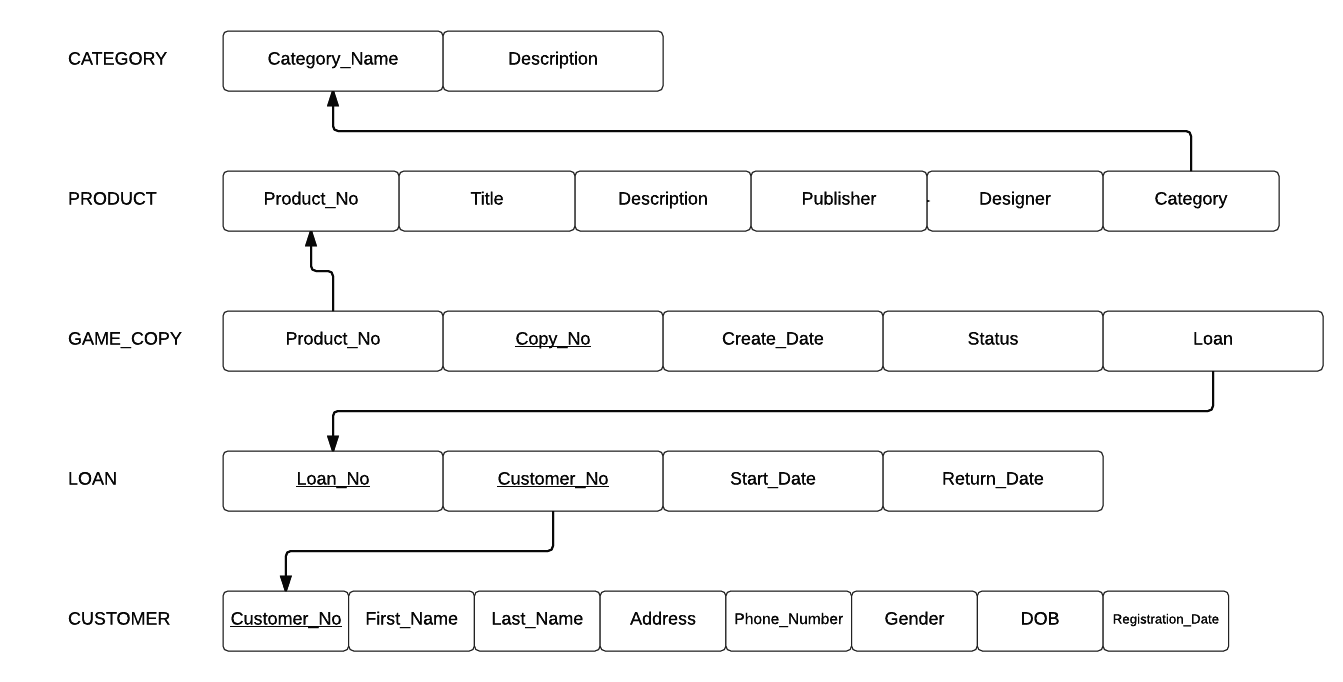 CATEGORY Category_Name Description
PRODUCT Product_No Title Description Publisher Designer Category
GAME_COPY Product_No Copy_No Create_Date Status Loan
LOAN Loan_No Customer_No Start_Date Return_Date
CUSTOMER Customer_No First_Name Last_Name Address Phone_Number Gender DOB Registration_Date